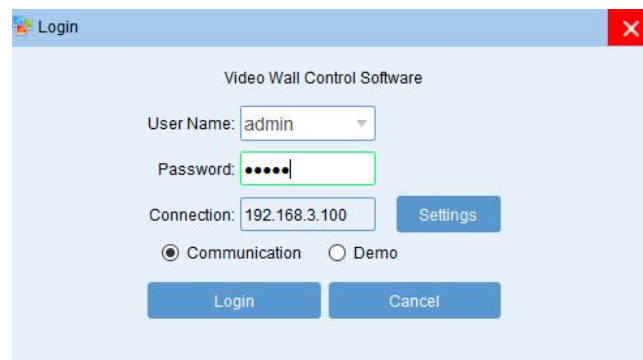 Login
Video Wall Control Software
User Name: admin
Password: •••••
Connection: 192.168.3.100 Settings
Communication Demo
Login Cancel